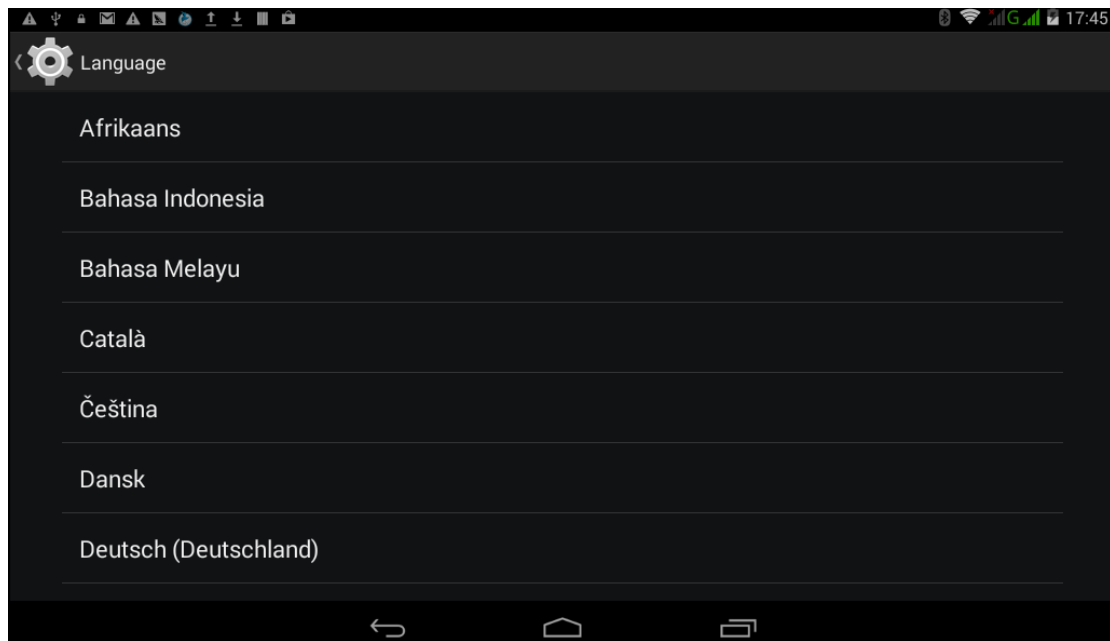 G 17:45
Language
Afrikaans
Bahasa Indonesia
Bahasa Melayu
Català
Čeština
Dansk
Deutsch (Deutschland)